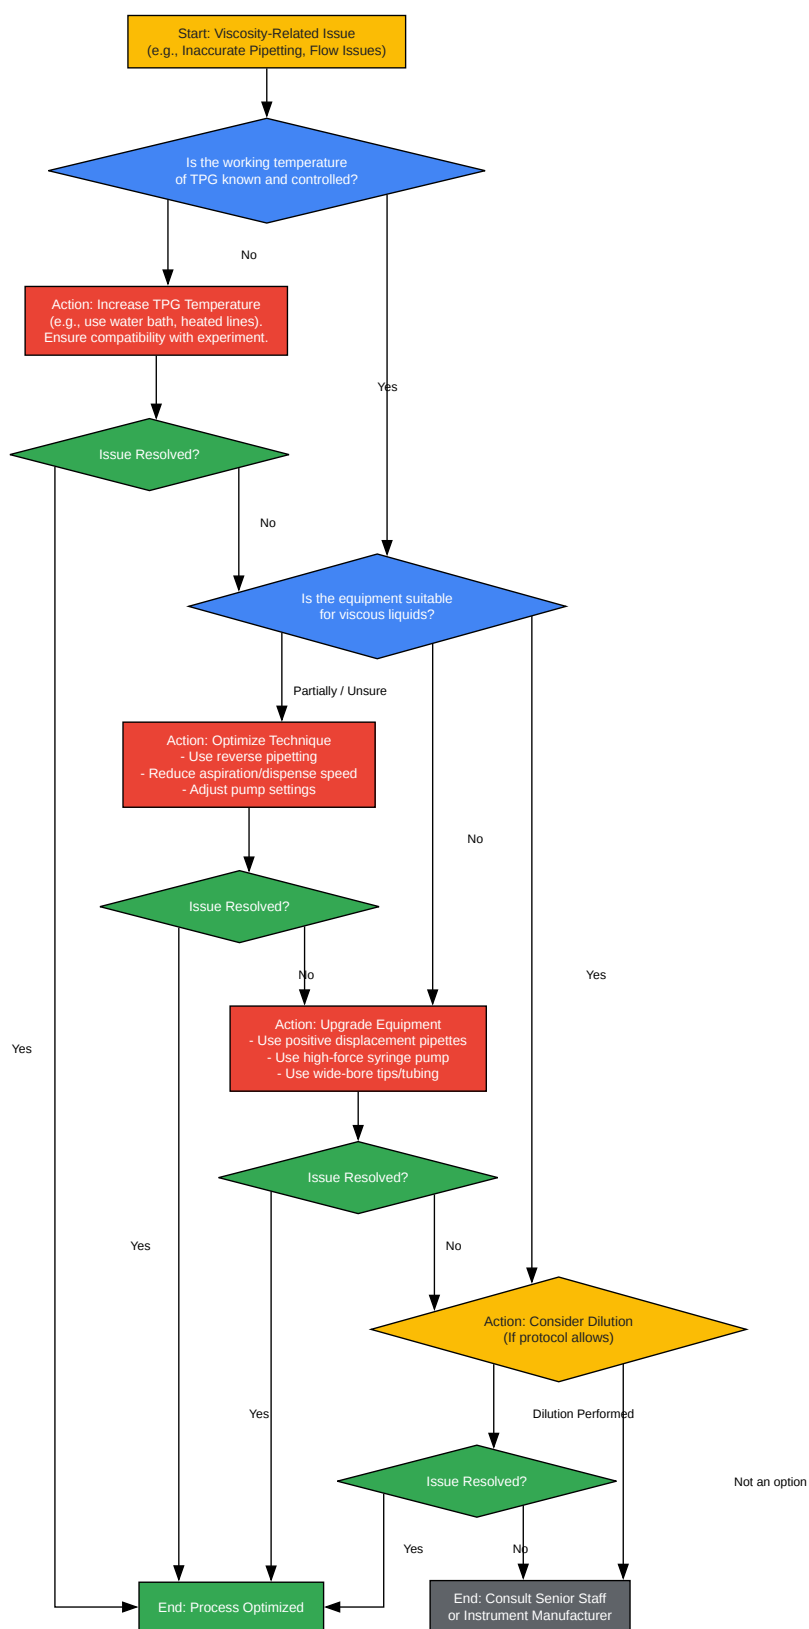 Start: Viscosity-Related Issue
(e.g., Inaccurate Pipetting, Flow Issues)
Is the working temperature
of TPG known and controlled?
No
Action: Increase TPG Temperature
(e.g., use water bath, heated lines).
Ensure compatibility with experiment.
Yes
Issue Resolved?
No
Is the equipment suitable
for viscous liquids?
Partially / Unsure
Action: Optimize Technique
- Use reverse pipetting
- Reduce aspiration/dispense speed
- Adjust pump settings
No
Issue Resolved?
No
Yes
Action: Upgrade Equipment
- Use positive displacement pipettes
- Use high-force syringe pump
- Use wide-bore tips/tubing
Yes
Issue Resolved?
Yes
No
Action: Consider Dilution
(If protocol allows)
Yes
Dilution Performed
Issue Resolved?
Not an option
Yes
No
End: Process Optimized
End: Consult Senior Staff
or Instrument Manufacturer